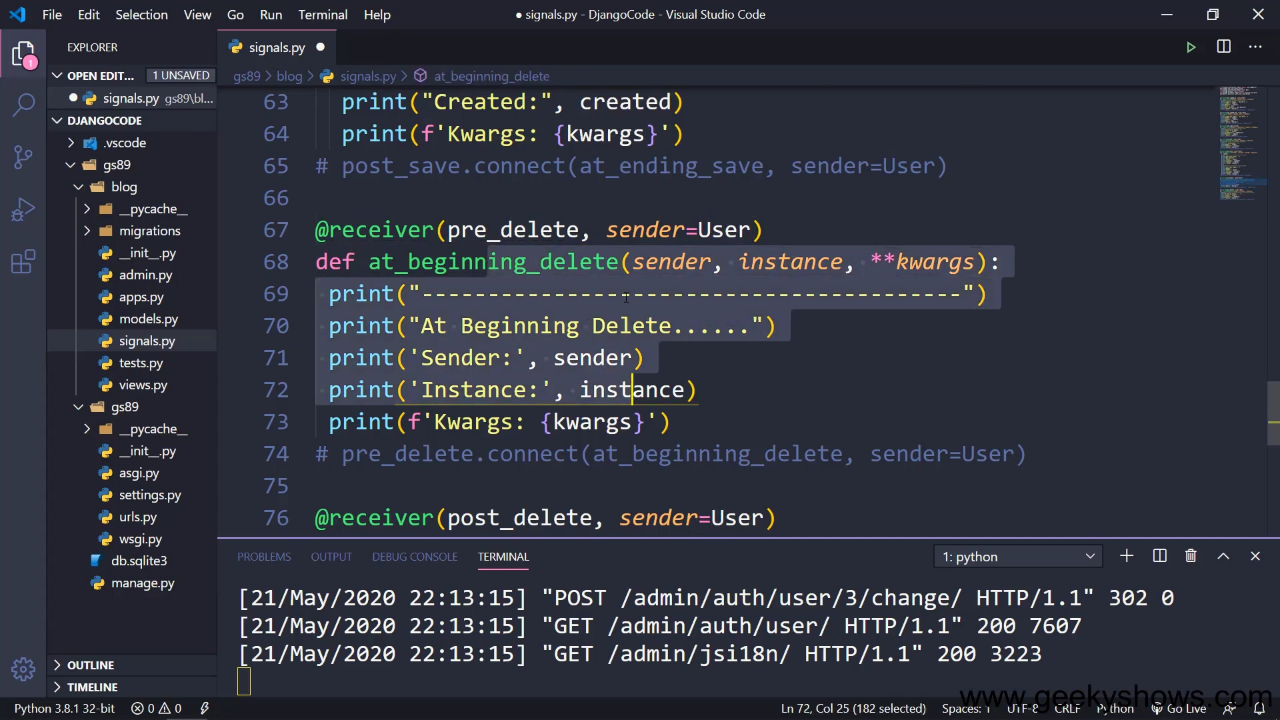 File Edit Selection View Go Run Terminal Help
● signals.py - DjangoCode - Visual Studio Code
EXPLORER
signals.py
OPEN EDIT... 1 UNSAVED
signals.py gs89\bl...
DJANGOCODE
.vscode
gs89
blog
__pycache__
migrations
__init__.py
admin.py
apps.py
models.py
signals.py
tests.py
views.py
gs89
__pycache__
__init__.py
asgi.py
settings.py
urls.py
wsgi.py
db.sqlite3
manage.py
OUTLINE
TIMELINE
1
gs89 > blog > signals.py > at_beginning_delete
63 print("Created:", created)
64 print(f'Kwargs: {kwargs}')
65 # post_save.connect(at_ending_save, sender=User)
66
67 @receiver(pre_delete, sender=User)
68 def at_beginning_delete(sender, instance, **kwargs):
69 print("-----------------------------------------")
70 print("At Beginning Delete......")
71 print('Sender:', sender)
72 print('Instance:', instance)
73 print(f'Kwargs: {kwargs}')
74 # pre_delete.connect(at_beginning_delete, sender=User)
75
76 @receiver(post_delete, sender=User)
PROBLEMS OUTPUT DEBUG CONSOLE TERMINAL 1: python
[21/May/2020 22:13:15] "POST /admin/auth/user/3/change/ HTTP/1.1" 302 0
[21/May/2020 22:13:15] "GET /admin/auth/user/ HTTP/1.1" 200 7607
[21/May/2020 22:13:15] "GET /admin/jsi18n/ HTTP/1.1" 200 3223
www.geekyshows.com
Python 3.8.1 32-bit 0 0 Ln 72, Col 25 (182 selected) Spaces: 1 UTF-8 CRLF Python Go Live